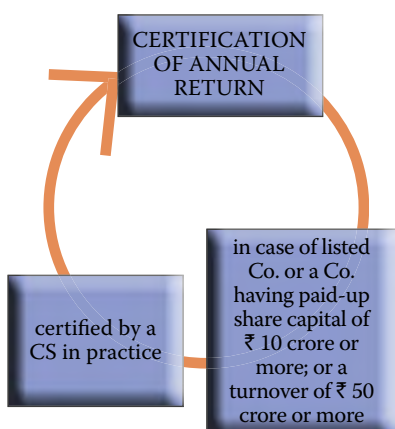 CERTIFICATION
OF ANNUAL
RETURN
in case of listed
Co. or a Co.
having paid-up
share capital of
₹ 10 crore or
more; or a
turnover of ₹ 50
crore or more
certified by a
CS in practice